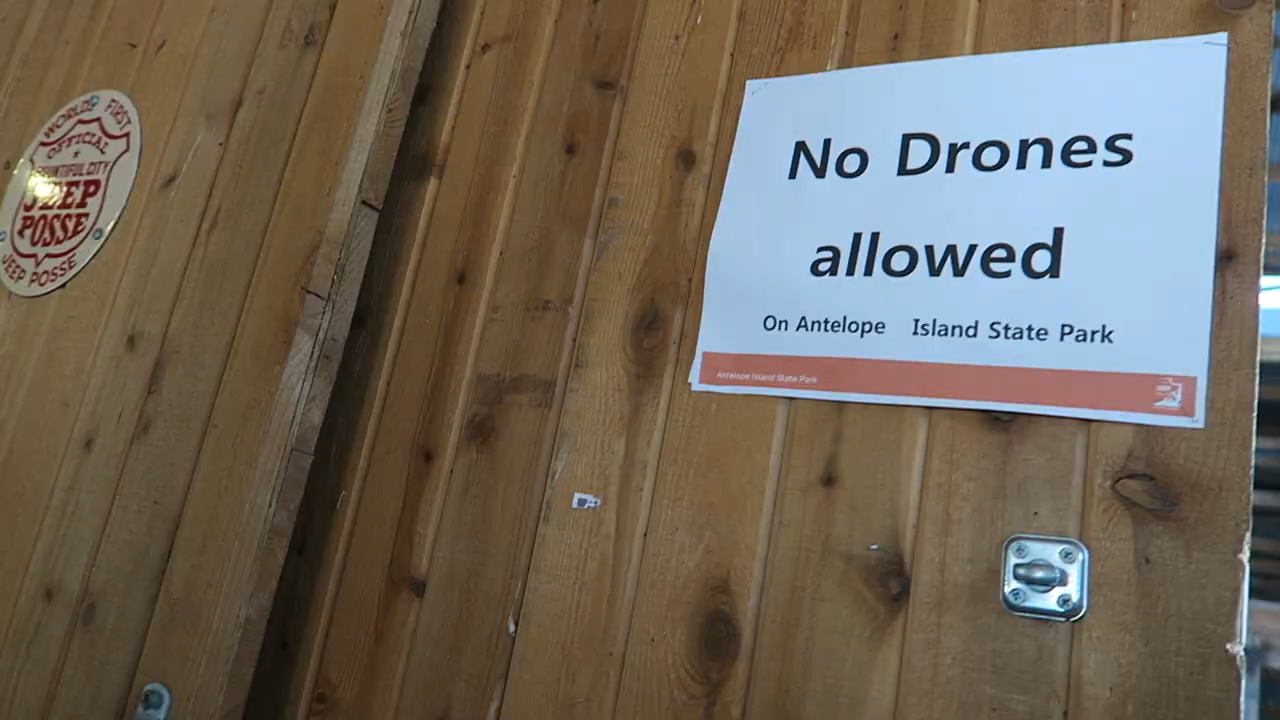 WORLDS FIRST
OFFICIAL
BOUNTIFUL CITY
JEEP
POSSE
JEEP POSSE
No Drones
allowed
On Antelope Island State Park
Antelope Island State Park